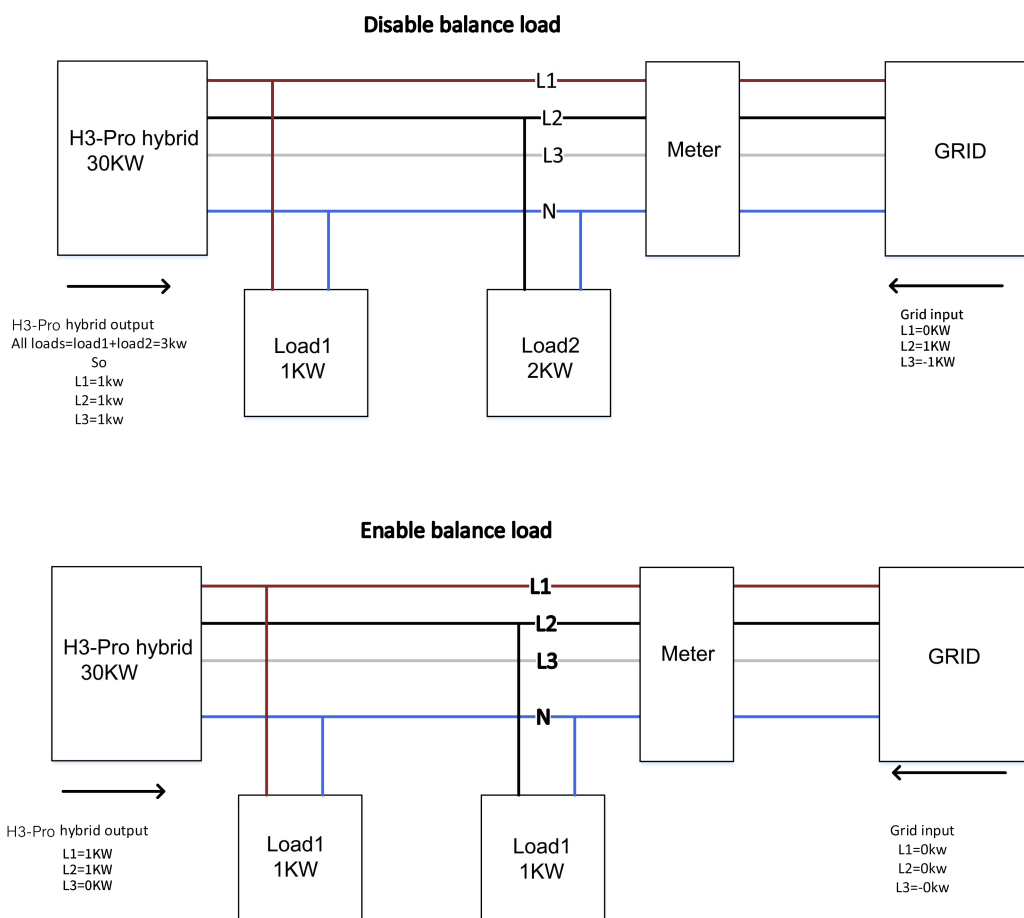 Disable balance load
H3-Pro hybrid
30KW
L1
L2
L3
N
Meter
GRID
H3-Pro hybrid output
All loads=load1+load2=3kw
So
L1=1kw
L2=1kw
L3=1kw
Load1
1KW
Load2
2KW
Grid input
L1=0KW
L2=1KW
L3=-1KW
Enable balance load
H3-Pro hybrid
30KW
L1
L2
L3
N
Meter
GRID
H3-Pro hybrid output
L1=1KW
L2=1KW
L3=0KW
Load1
1KW
Load1
1KW
Grid input
L1=0kw
L2=0kw
L3=-0kw